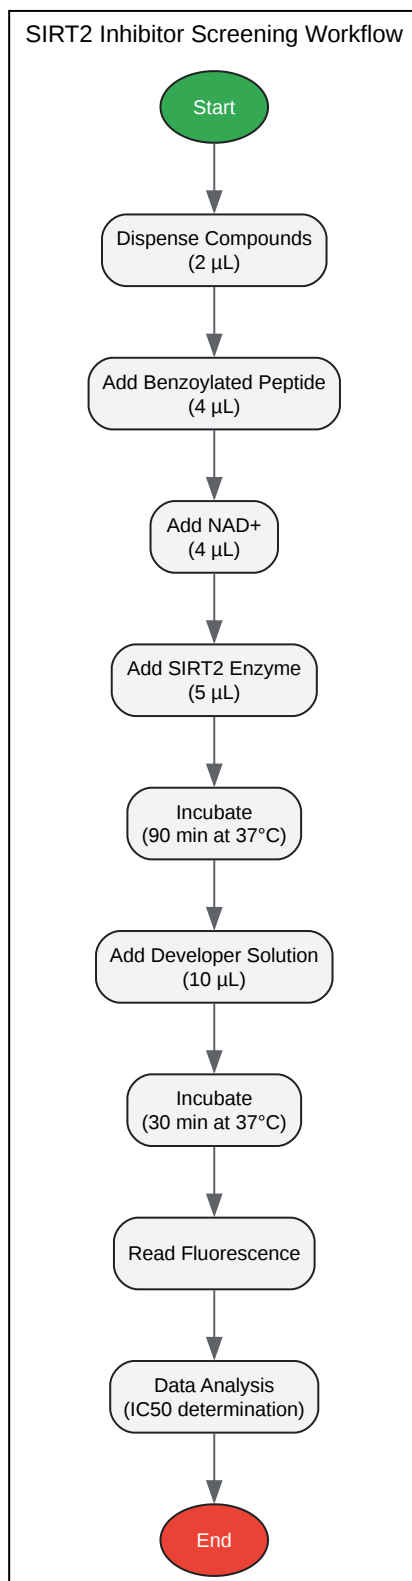 SIRT2 Inhibitor Screening Workflow
Start
Dispense Compounds
(2 µL)
Add Benzoylated Peptide
(4 µL)
Add NAD+
(4 µL)
Add SIRT2 Enzyme
(5 µL)
Incubate
(90 min at 37°C)
Add Developer Solution
(10 µL)
Incubate
(30 min at 37°C)
Read Fluorescence
Data Analysis
(IC50 determination)
End